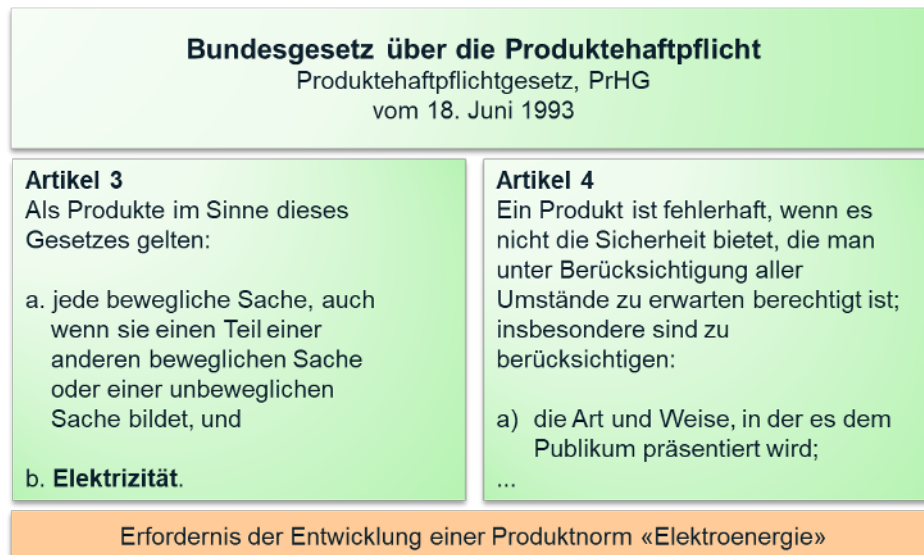 Bundesgesetz über die Produktehaftpflicht
Produktehaftpflichtgesetz, PrHG
vom 18. Juni 1993
Artikel 3
Als Produkte im Sinne dieses
Gesetzes gelten:
a. jede bewegliche Sache, auch
wenn sie einen Teil einer
anderen beweglichen Sache
oder einer unbeweglichen
Sache bildet, und
b. Elektrizität.
Artikel 4
Ein Produkt ist fehlerhaft, wenn es
nicht die Sicherheit bietet, die man
unter Berücksichtigung aller
Umstände zu erwarten berechtigt ist;
insbesondere sind zu
berücksichtigen:
a) die Art und Weise, in der es dem
Publikum präsentiert wird;
...
Erfordernis der Entwicklung einer Produktnorm «Elektroenergie»